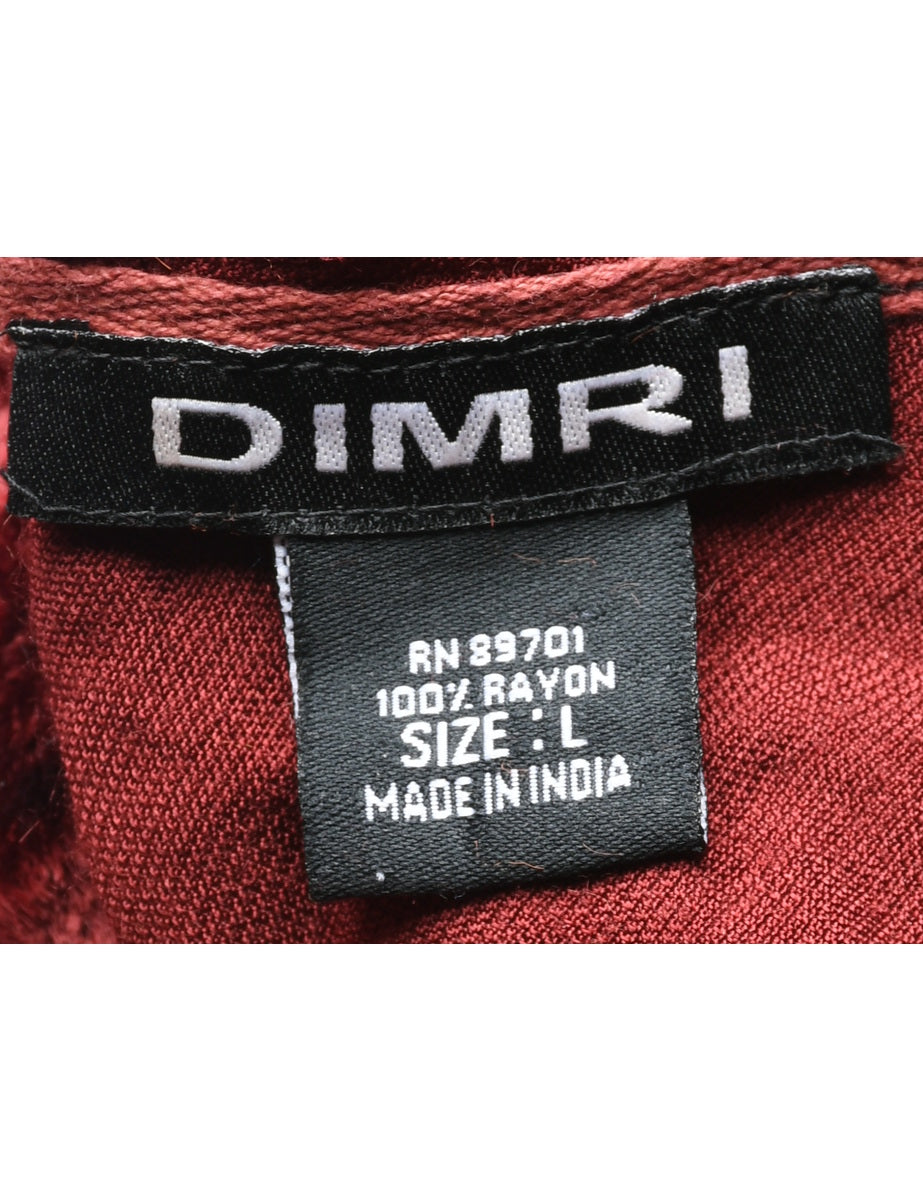 DIMRI
RN 89701
100% RAYON
SIZE : L
MADE IN INDIA